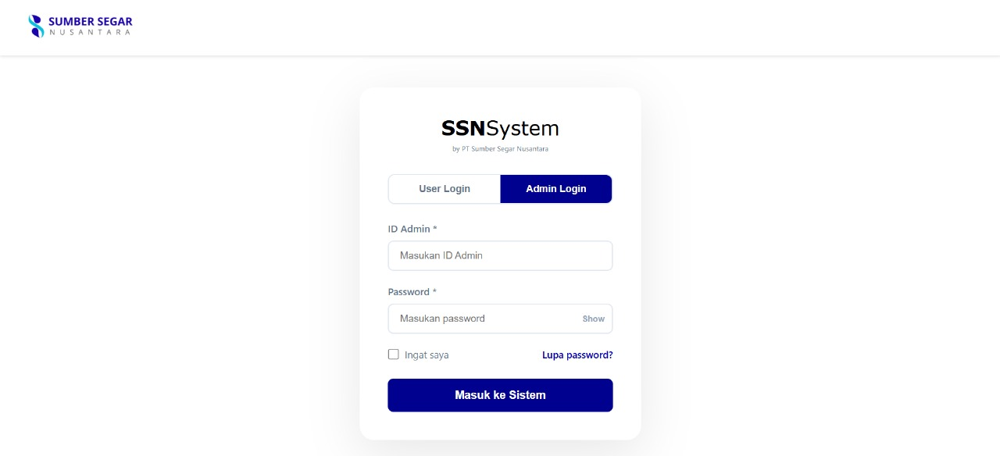 SUMBER SEGAR
NUSANTARA
SSNSystem
by PT Sumber Segar Nusantara
User Login
Admin Login
ID Admin *
Masukan ID Admin
Password *
Masukan password
Show
Ingat saya
Lupa password?
Masuk ke Sistem